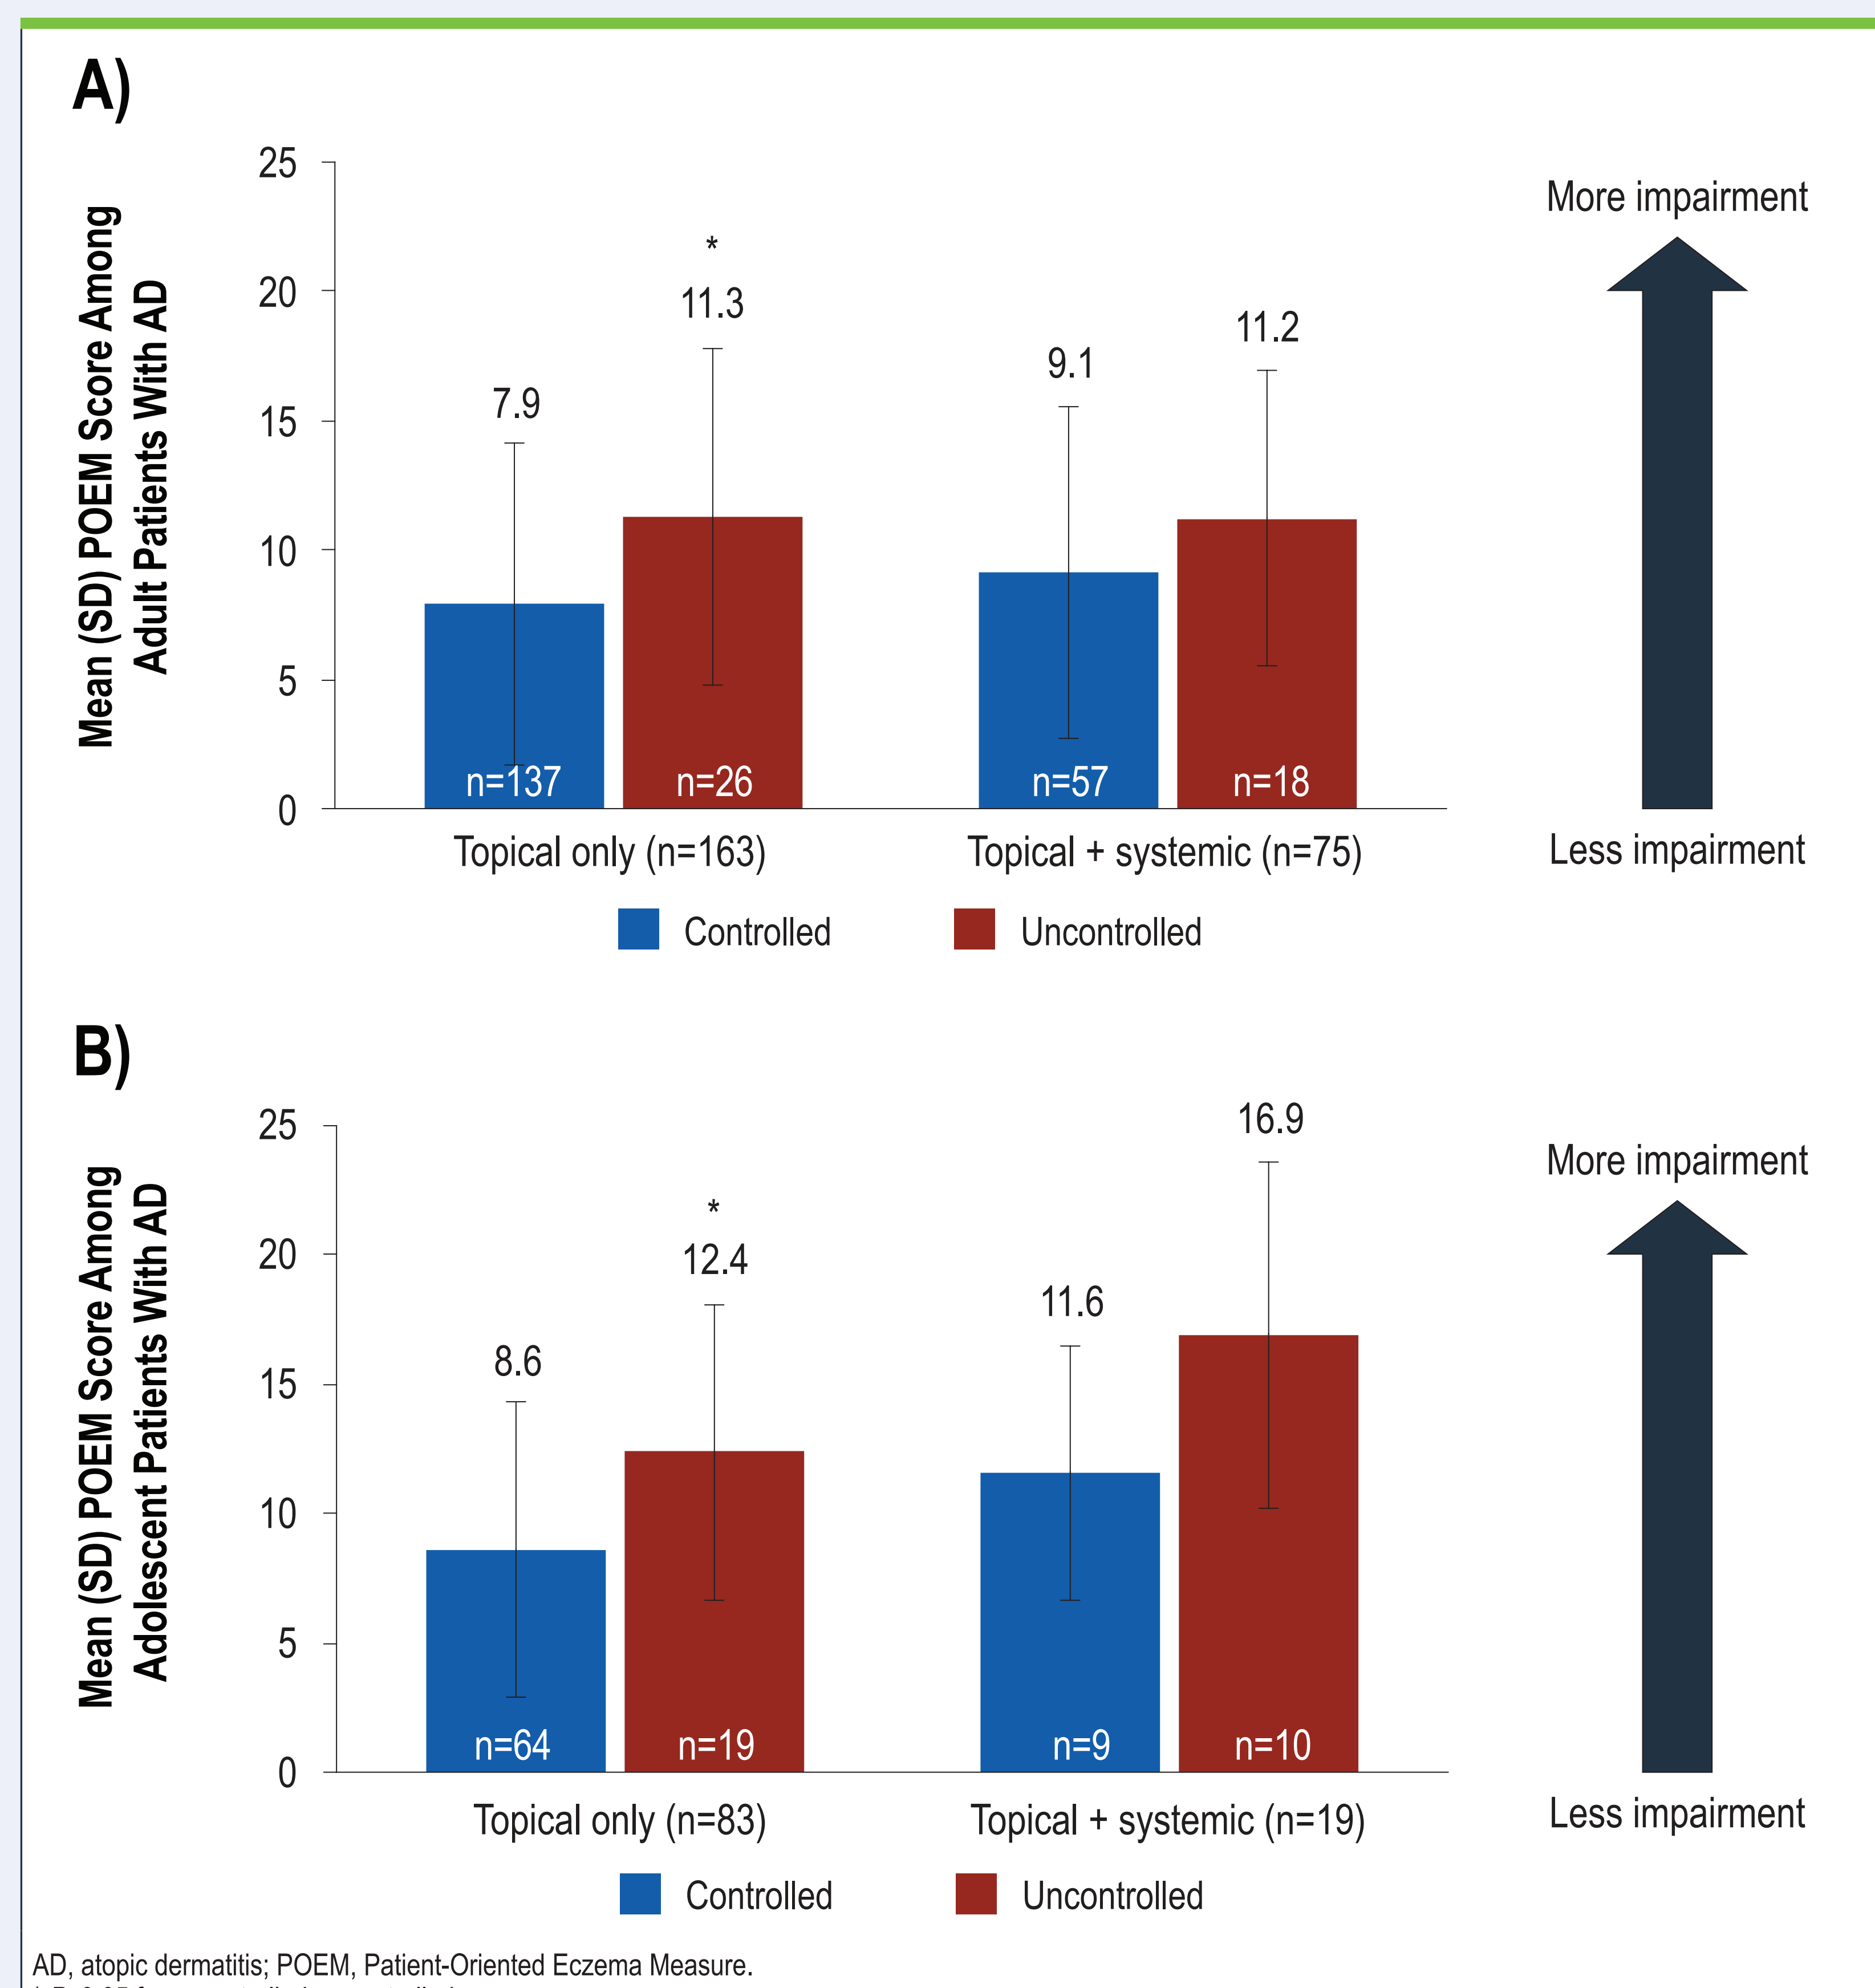 A)
Mean (SD) POEM Score Among
Adult Patients With AD
25
20
15
10
5
0
7.9
*
11.3
9.1
11.2
n=137
n=26
n=57
n=18
Topical only (n=163)
Topical + systemic (n=75)
Controlled
Uncontrolled
More impairment
Less impairment
B)
Mean (SD) POEM Score Among
Adolescent Patients With AD
25
20
15
10
5
0
8.6
*
12.4
11.6
16.9
n=64
n=19
n=9
n=10
Topical only (n=83)
Topical + systemic (n=19)
Controlled
Uncontrolled
More impairment
Less impairment
AD, atopic dermatitis; POEM, Patient-Oriented Eczema Measure.